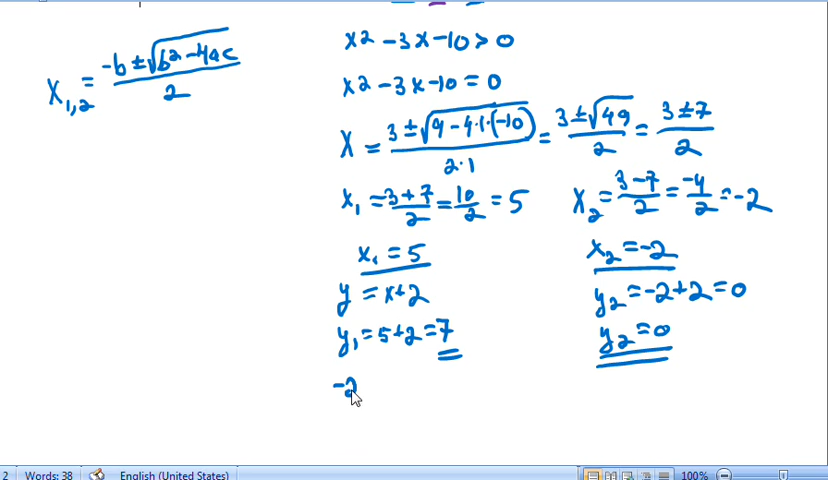 x2 - 3x - 10 > 0
x1,2 = -b ± √b2 - 4ac / 2
x2 - 3x - 10 = 0
x = 3 ± √9 - 4·1·(-10) / 2·1 = 3 ± √49 / 2 = 3 ± 7 / 2
x1 = 3 + 7 / 2 = 10 / 2 = 5 x2 = 3 - 7 / 2 = -4 / 2 = -2
x1 = 5 x2 = -2
y = x + 2 y2 = -2 + 2 = 0
y1 = 5 + 2 = 7 y2 = 0
-2
2 Words: 38 English (United States) 100%